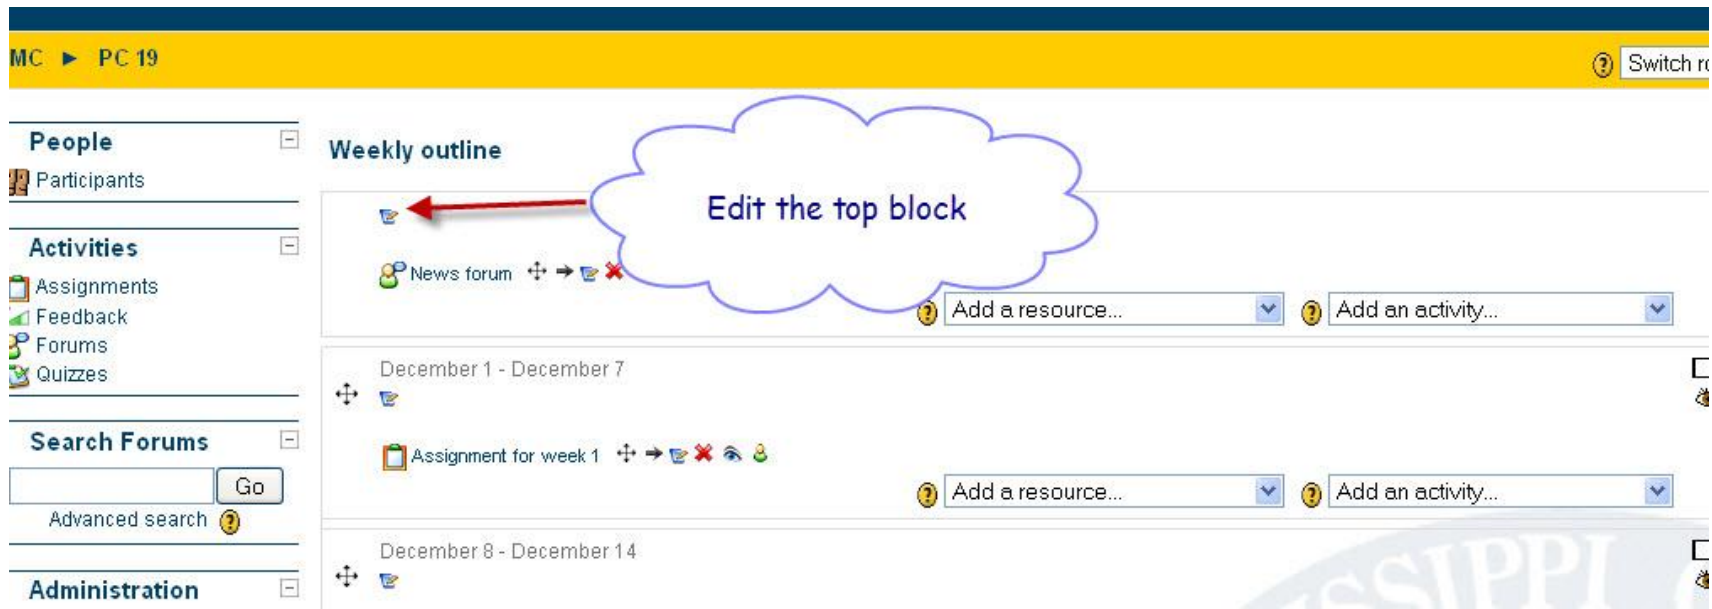 MC ► PC 19
Switch ro
People
Participants
Activities
Assignments
Feedback
Forums
Quizzes
Search Forums
Go
Advanced search
Administration
Weekly outline
Edit the top block
News forum
Add a resource...
Add an activity...
December 1 - December 7
Assignment for week 1
Add a resource...
Add an activity...
December 8 - December 14
SSIPPI